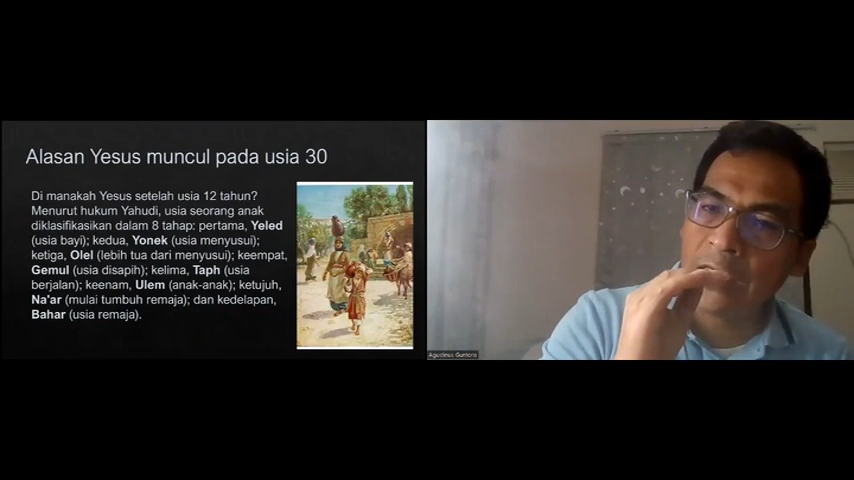 Alasan Yesus muncul pada usia 30
Di manakah Yesus setelah usia 12 tahun?
Menurut hukum Yahudi, usia seorang anak
diklasifikasikan dalam 8 tahap: pertama, Yeled
(usia bayi); kedua, Yonek (usia menyusui);
ketiga, Olel (lebih tua dari menyusui); keempat,
Gemul (usia disapih); kelima, Taph (usia
berjalan); keenam, Ulem (anak-anak); ketujuh,
Na'ar (mulai tumbuh remaja); dan kedelapan,
Bahar (usia remaja).
Agustinus Guntoro